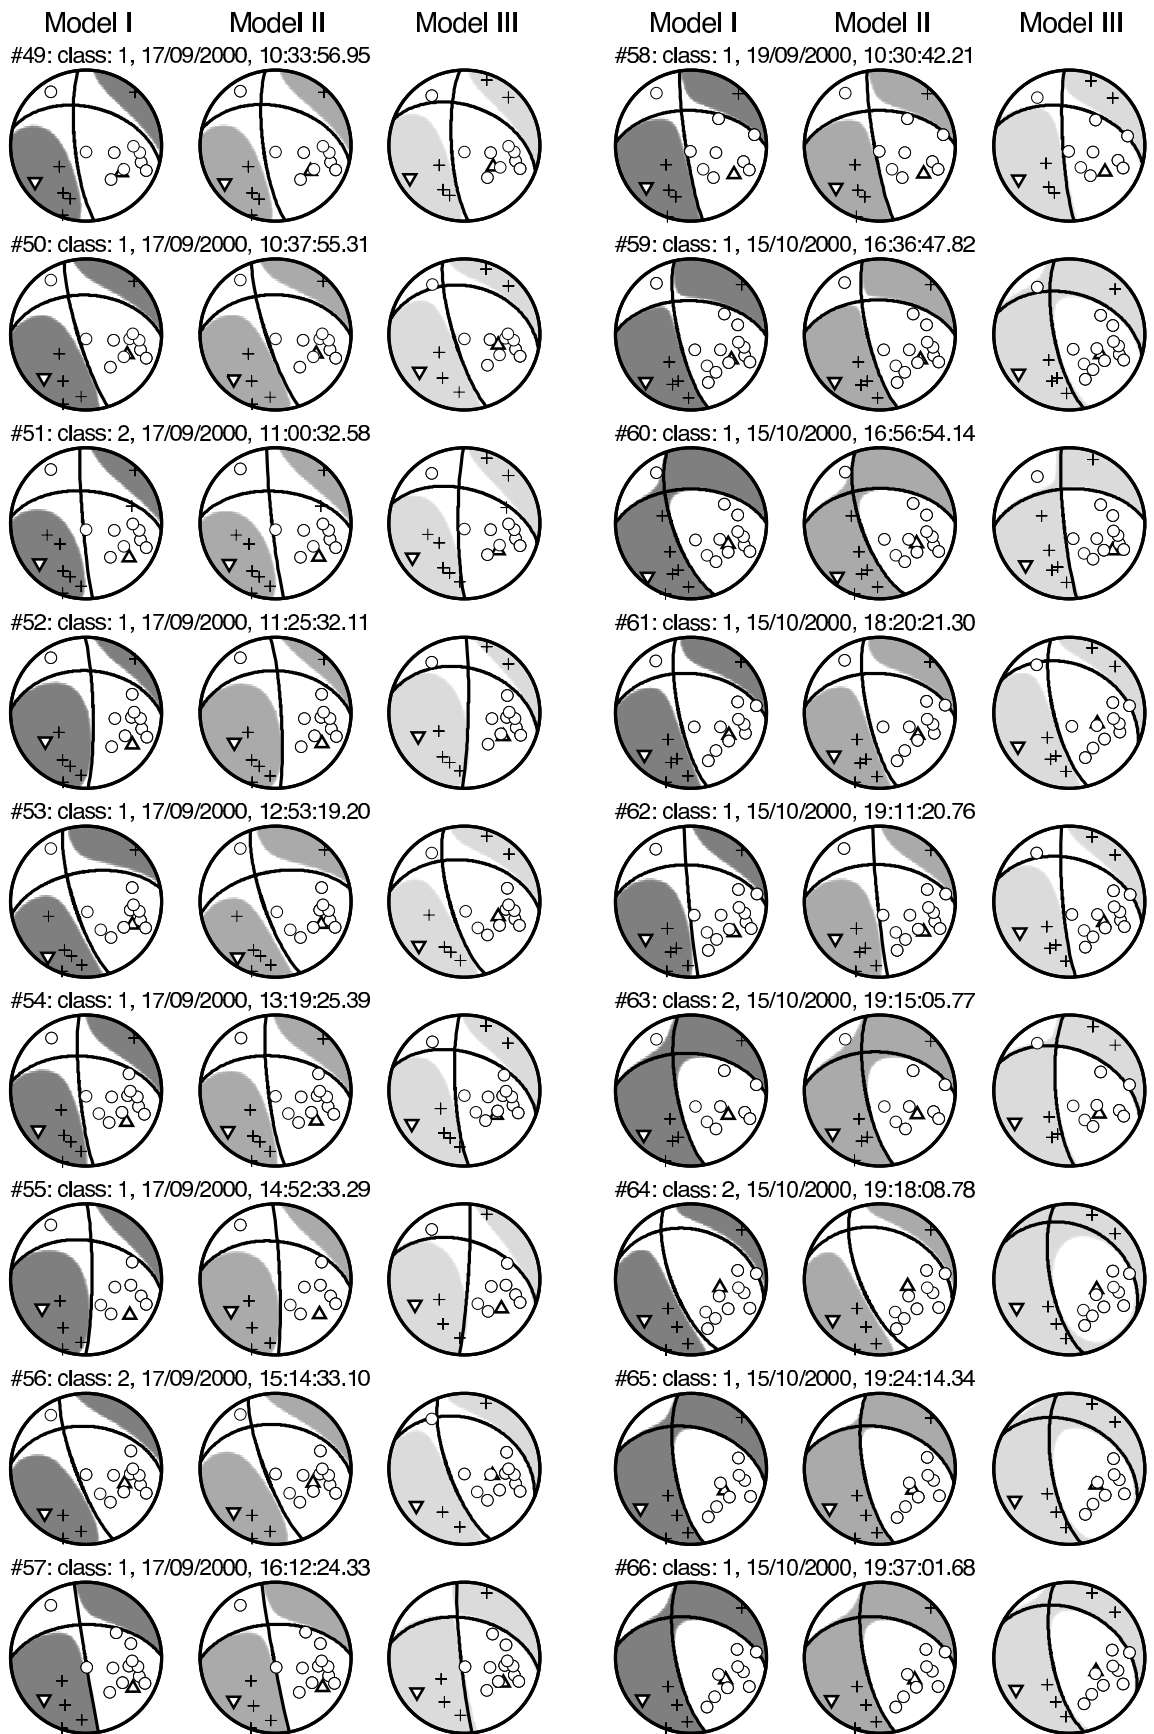 Model I Model II Model III Model I Model II Model III
#49: class: 1, 17/09/2000, 10:33:56.95
#50: class: 1, 17/09/2000, 10:37:55.31
#51: class: 2, 17/09/2000, 11:00:32.58
#52: class: 1, 17/09/2000, 11:25:32.11
#53: class: 1, 17/09/2000, 12:53:19.20
#54: class: 1, 17/09/2000, 13:19:25.39
#55: class: 1, 17/09/2000, 14:52:33.29
#56: class: 2, 17/09/2000, 15:14:33.10
#57: class: 1, 17/09/2000, 16:12:24.33
#58: class: 1, 19/09/2000, 10:30:42.21
#59: class: 1, 15/10/2000, 16:36:47.82
#60: class: 1, 15/10/2000, 16:56:54.14
#61: class: 1, 15/10/2000, 18:20:21.30
#62: class: 1, 15/10/2000, 19:11:20.76
#63: class: 2, 15/10/2000, 19:15:05.77
#64: class: 2, 15/10/2000, 19:18:08.78
#65: class: 1, 15/10/2000, 19:24:14.34
#66: class: 1, 15/10/2000, 19:37:01.68